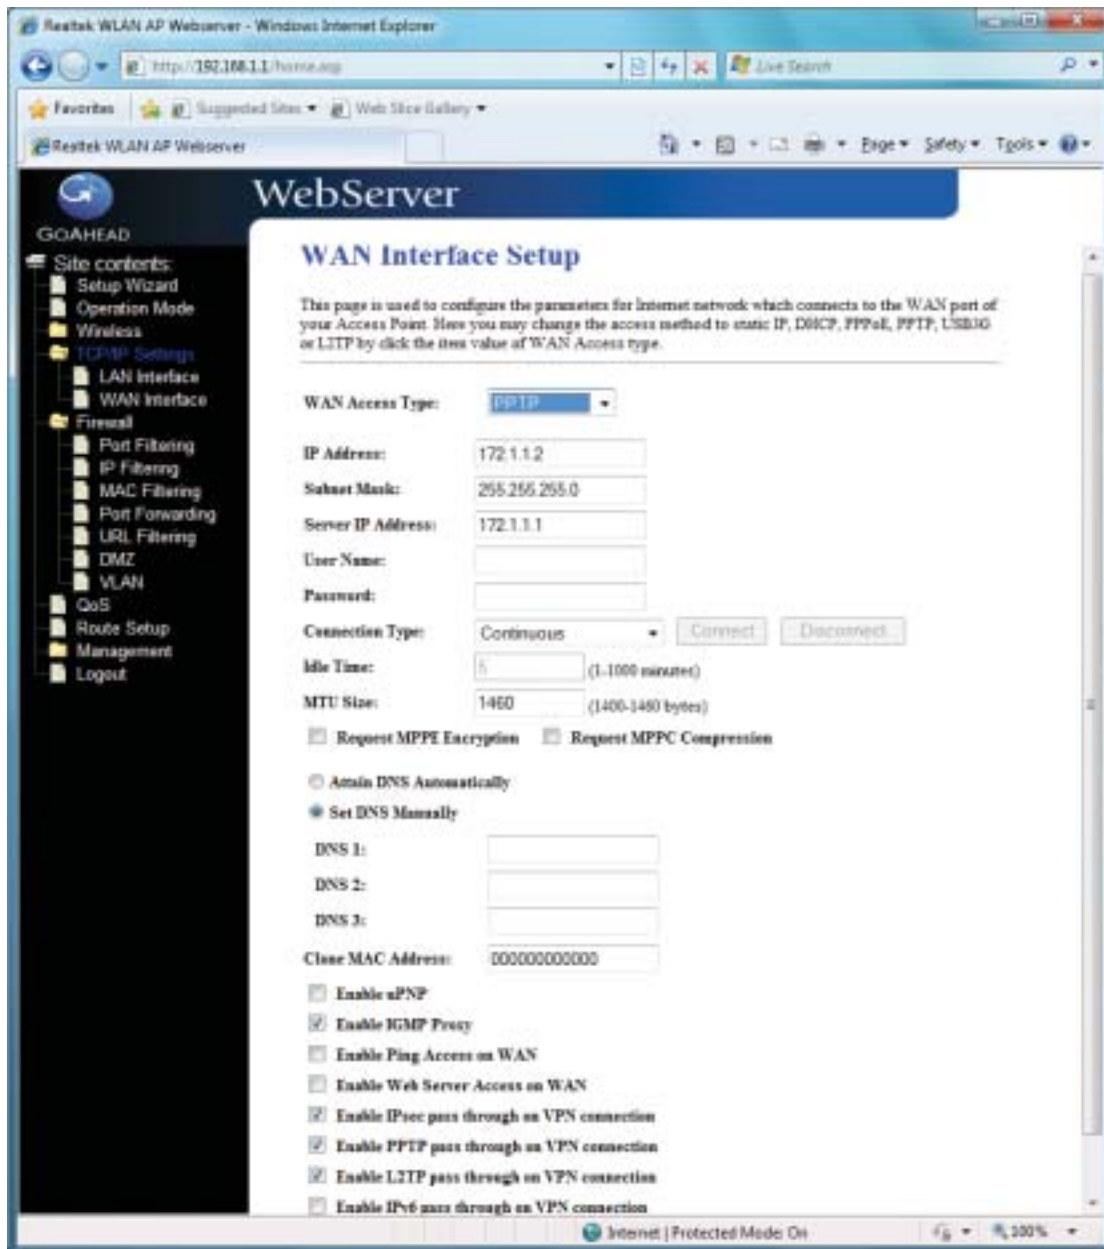 Realtek WLAN AP Webserver - Windows Internet Explorer
http://192.168.1.1/home.asp
Live Search
Favorites Suggested Sites Web Slice Gallery
Realtek WLAN AP Webserver
Page Safety Tools
WebServer
GOAHEAD
Site contents:
Setup Wizard
Operation Mode
Wireless
TCP/IP Settings
LAN Interface
WAN Interface
Firewall
Port Filtering
IP Filtering
MAC Filtering
Port Forwarding
URL Filtering
DMZ
VLAN
QoS
Route Setup
Management
Logout
WAN Interface Setup
This page is used to configure the parameters for Internet network which connects to the WAN port of
your Access Point. Here you may change the access method to static IP, DHCP, PPPoE, PPTP, USB3G
or L2TP by click the item value of WAN Access type.
WAN Access Type: PPTP
IP Address: 172.1.1.2
Subnet Mask: 255.255.255.0
Server IP Address: 172.1.1.1
User Name:
Password:
Connection Type: Continuous Connect Disconnect
Idle Time: 5 (1-1000 minutes)
MTU Size: 1460 (1400-1460 bytes)
Request MPPE Encryption Request MPPC Compression
Attain DNS Automatically
Set DNS Manually
DNS 1:
DNS 2:
DNS 3:
Clone MAC Address: 000000000000
Enable uPNP
Enable IGMP Proxy
Enable Ping Access on WAN
Enable Web Server Access on WAN
Enable IPsec pass through on VPN connection
Enable PPTP pass through on VPN connection
Enable L2TP pass through on VPN connection
Enable IPv6 pass through on VPN connection
Internet | Protected Mode: On 100%